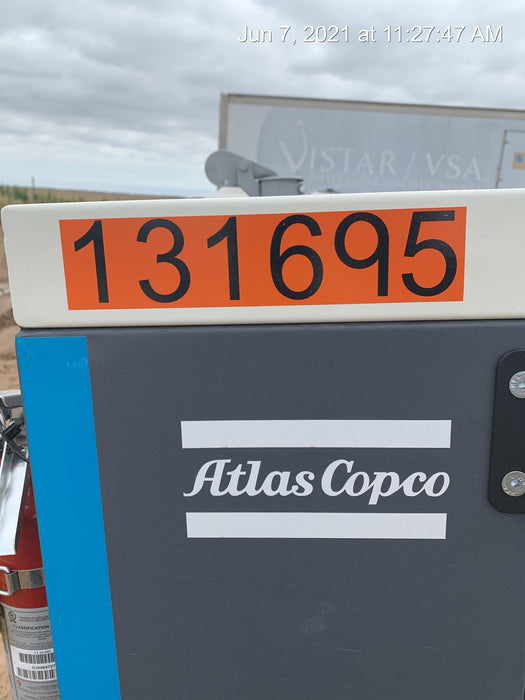 Jun 7, 2021 at 11:27:47 AM
VISTAR / VSA
131695
Atlas Copco
CLASSIFICATION